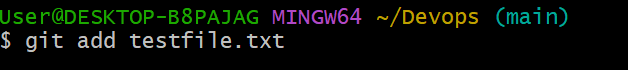 User@DESKTOP-B8PAJAG MINGW64 ~/Devops (main)
$ git add testfile.txt